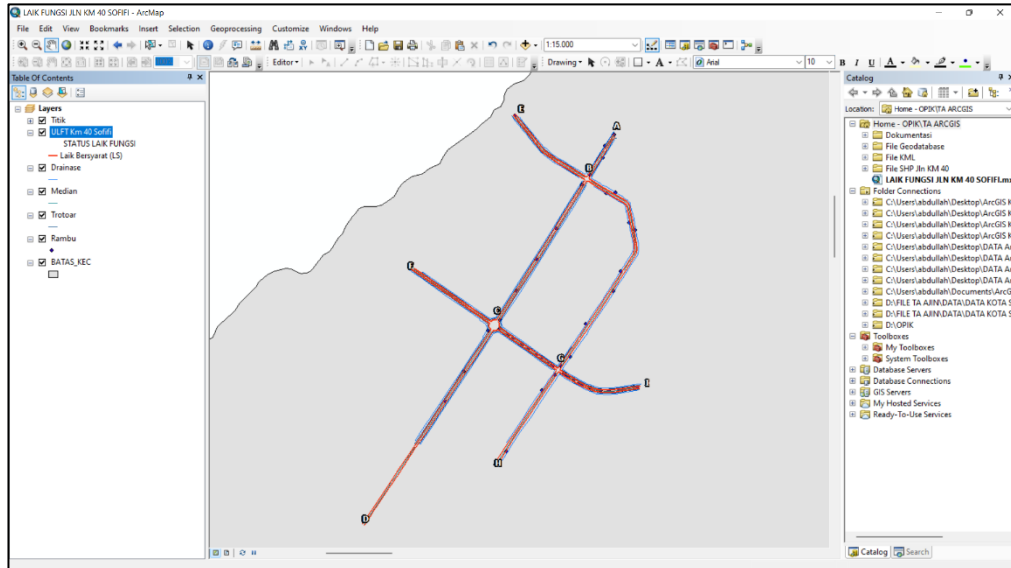 LAIK FUNGSI JLN KM 40 SOFIFI - ArcMap
File Edit View Bookmarks Insert Selection Geoprocessing Customize Windows Help
1:15.000
Editor
Drawing
Arial
10
B I U A
Table Of Contents
Layers
Titik
ULFT Km 40 Sofifi
STATUS LAIK FUNGSI
Laik Bersyarat (LS)
Drainase
Median
Trotoar
Rambu
BATAS_KEC
E
A
B
F
C
G
I
H
D
Catalog
Location: Home - OPIK\TA ARCGIS
Home - OPIK\TA ARCGIS
Dokumentasi
File Geodatabase
File KML
File SHP Jln KM 40
LAIK FUNGSI JLN KM 40 SOFIFI.m
Folder Connections
C:\Users\abdullah\Desktop\ArcGIS K
C:\Users\abdullah\Desktop\ArcGIS K
C:\Users\abdullah\Desktop\ArcGIS K
C:\Users\abdullah\Desktop\DATA A
C:\Users\abdullah\Desktop\DATA A
C:\Users\abdullah\Desktop\DATA A
C:\Users\abdullah\Desktop\DATA A
C:\Users\abdullah\Documents\ArcG
D:\FILE TA AJIN\DATA\DATA KOTA S
D:\FILE TA AJIN\DATA\DATA KOTA S
D:\OPIK
Toolboxes
My Toolboxes
System Toolboxes
Database Servers
Database Connections
GIS Servers
My Hosted Services
Ready-To-Use Services
Catalog Search